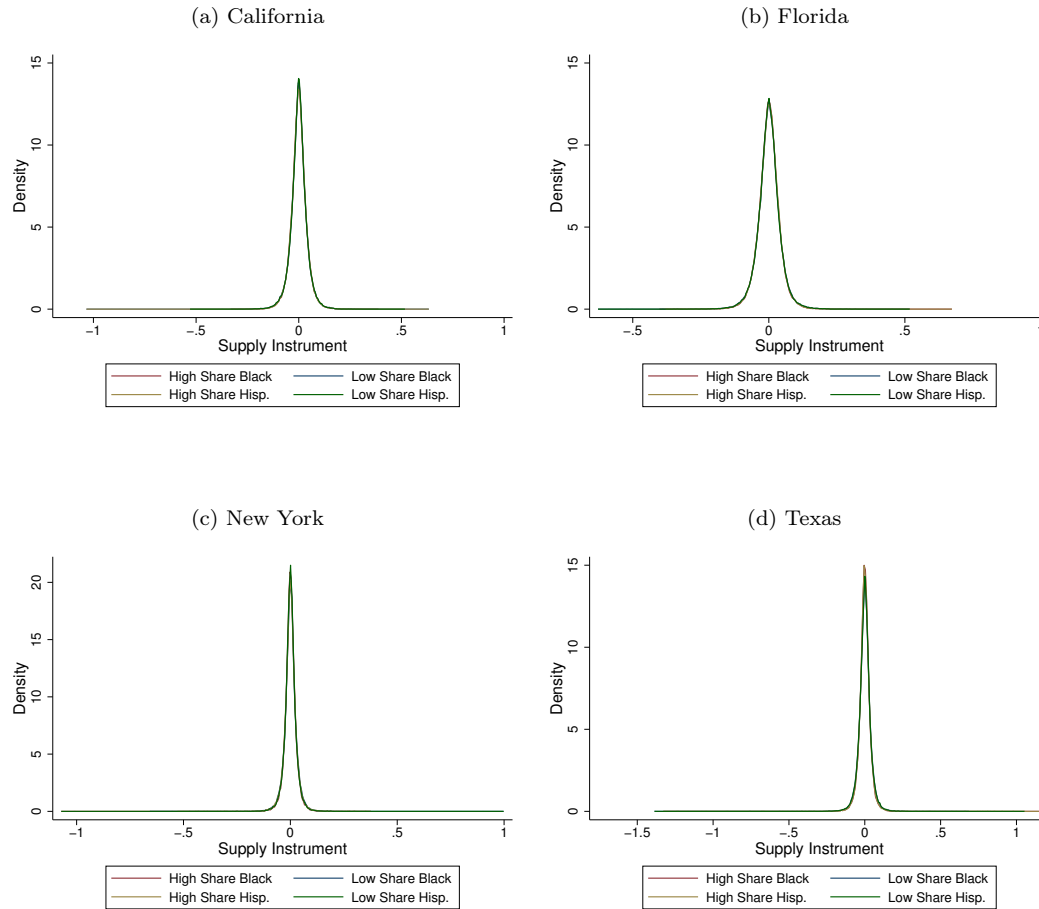 (a) California
(b) Florida
15
10
5
0
Density
−1
−.5
0
.5
1
Supply Instrument
High Share Black
Low Share Black
High Share Hisp.
Low Share Hisp.
15
10
5
0
Density
−.5
0
.5
1
Supply Instrument
High Share Black
Low Share Black
High Share Hisp.
Low Share Hisp.
(c) New York
(d) Texas
20
15
10
5
0
Density
−1
−.5
0
.5
1
Supply Instrument
High Share Black
Low Share Black
High Share Hisp.
Low Share Hisp.
15
10
5
0
Density
−1.5
−1
−.5
0
.5
1
Supply Instrument
High Share Black
Low Share Black
High Share Hisp.
Low Share Hisp.